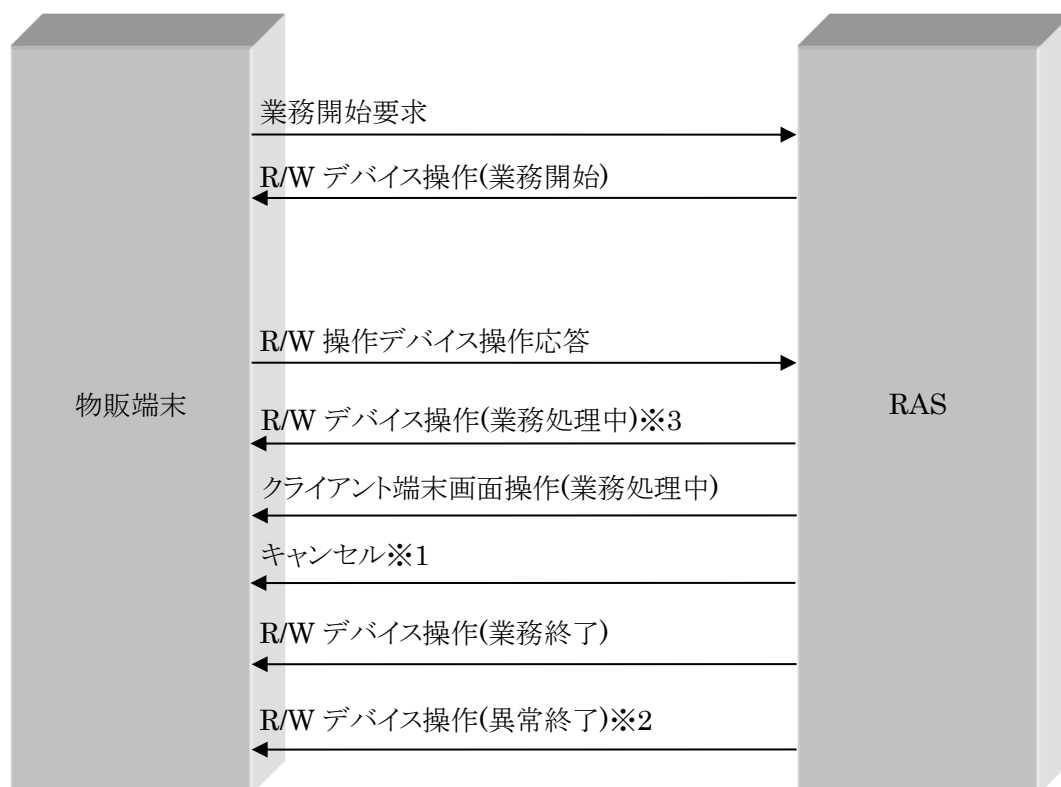 業務開始要求
R/W デバイス操作(業務開始)
R/W 操作デバイス操作応答
物販端末
RAS
R/W デバイス操作(業務処理中)※3
クライアント端末画面操作(業務処理中)
キャンセル※1
R/W デバイス操作(業務終了)
R/W デバイス操作(異常終了)※2